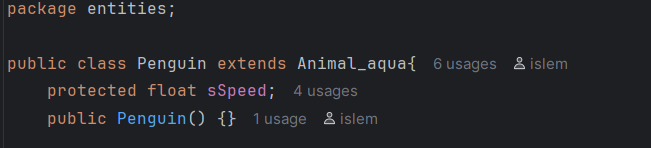 package entities;
public class Penguin extends Animal_aqua{ 6 usages islem
protected float sSpeed; 4 usages
public Penguin() {} 1 usage islem